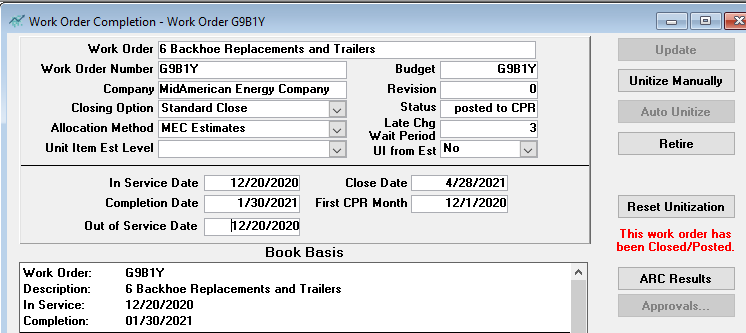 Work Order Completion - Work Order G9B1Y
Work Order 6 Backhoe Replacements and Trailers
Update
Work Order Number G9B1Y Budget G9B1Y
Unitize Manually
Company MidAmerican Energy Company Revision 0
Closing Option Standard Close Status posted to CPR
Auto Unitize
Allocation Method MEC Estimates Late Chg Wait Period 3
Unit Item Est Level UI from Est No
Retire
In Service Date 12/20/2020 Close Date 4/28/2021
Completion Date 1/30/2021 First CPR Month 12/1/2020
Reset Unitization
Out of Service Date 12/20/2020
This work order has
been Closed/Posted.
Book Basis
Work Order: G9B1Y
ARC Results
Description: 6 Backhoe Replacements and Trailers
In Service: 12/20/2020
Approvals...
Completion: 01/30/2021